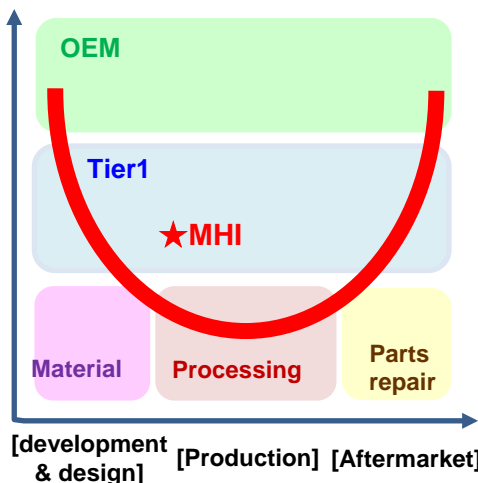 OEM
Tier1
★MHI
Material
Processing
Parts
repair
[development
& design]
[Production]
[Aftermarket]